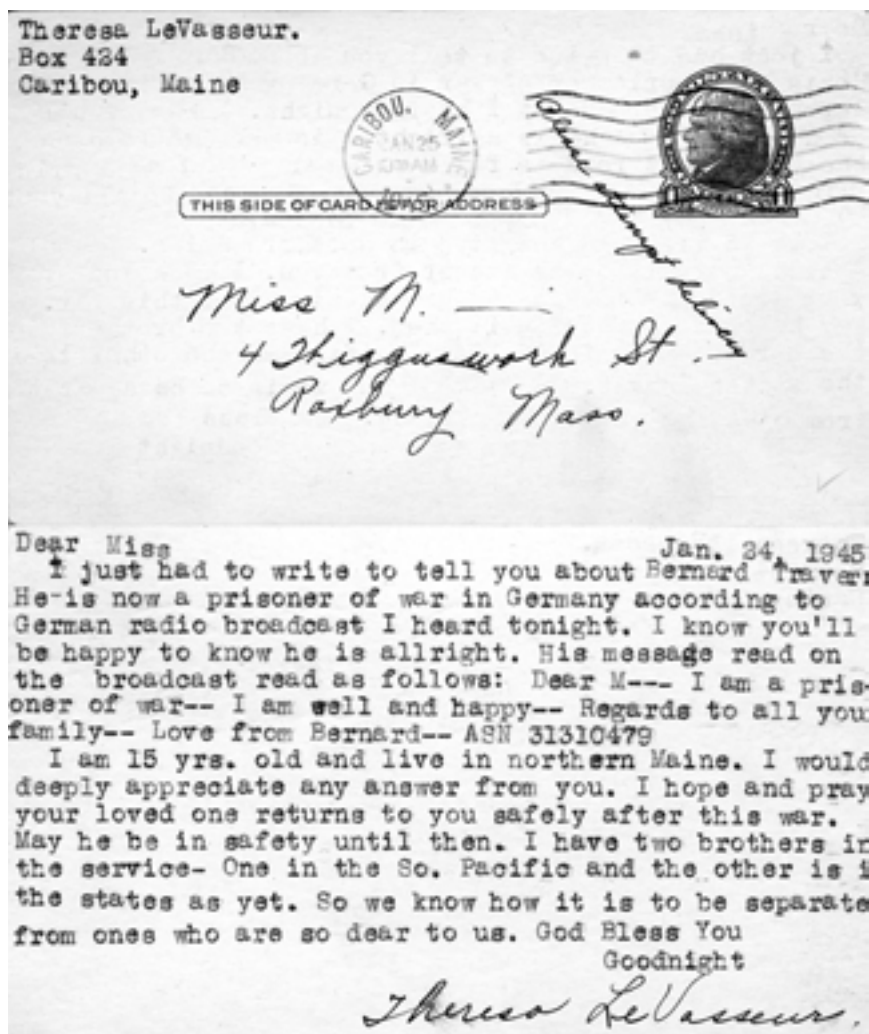 Theresa LeVasseur.
Box 424
Caribou, Maine
CARIBOU. MAINE
JAN 25
THIS SIDE OF CARD IS FOR ADDRESS
Please attempt delivery
Miss M.
4 Thigguswork St.
Roxbury Mass.
Dear Miss
Jan. 24, 1945
I just had to write to tell you about Bernard Travers
He is now a prisoner of war in Germany according to
German radio broadcast I heard tonight. I know you'll
be happy to know he is allright. His message read on
the broadcast read as follows: Dear M--- I am a pris-
oner of war-- I am well and happy-- Regards to all your
family-- Love from Bernard-- ASN 31310479
I am 15 yrs. old and live in northern Maine. I would
deeply appreciate any answer from you. I hope and pray
your loved one returns to you safely after this war.
May he be in safety until then. I have two brothers in
the service- One in the So. Pacific and the other is i
the states as yet. So we know how it is to be separate
from ones who are so dear to us. God Bless You
Goodnight
Theresa LeVasseur.